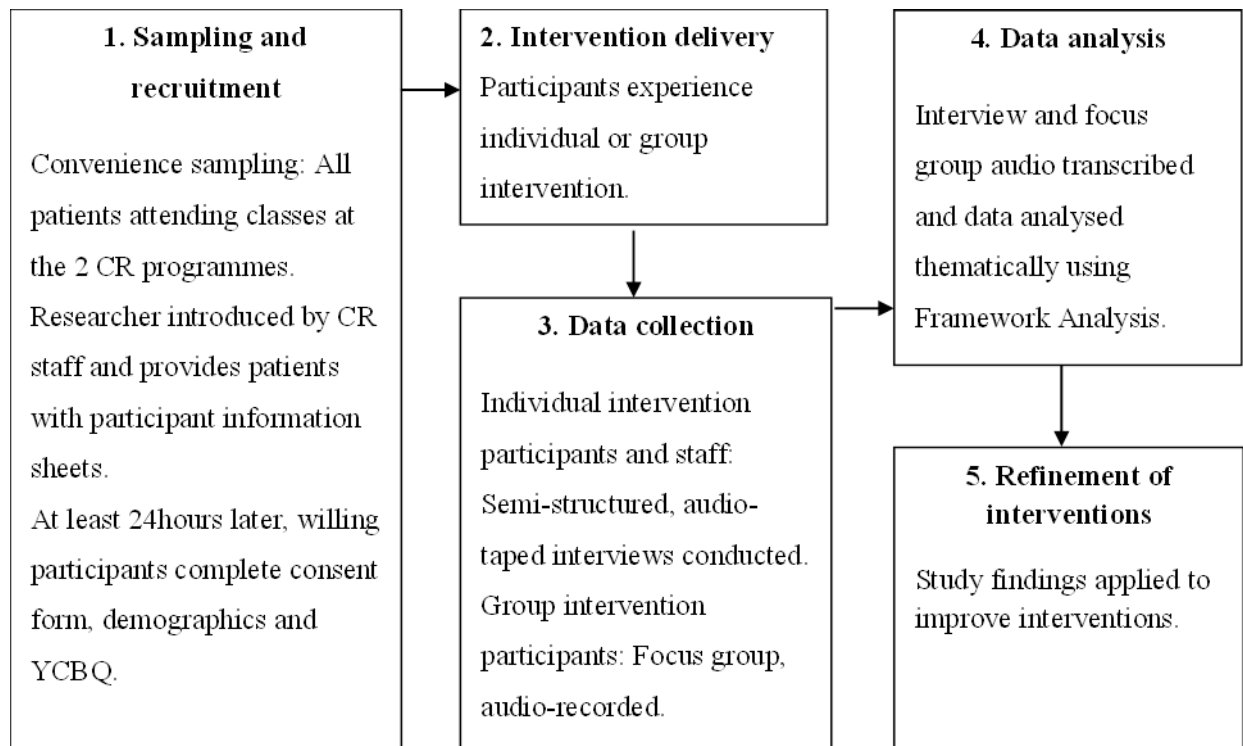 1. Sampling and
recruitment
Convenience sampling: All
patients attending classes at
the 2 CR programmes.
Researcher introduced by CR
staff and provides patients
with participant information
sheets.
At least 24hours later, willing
participants complete consent
form, demographics and
YCBQ.
2. Intervention delivery
Participants experience
individual or group
intervention.
3. Data collection
Individual intervention
participants and staff:
Semi-structured, audio-
taped interviews conducted.
Group intervention
participants: Focus group,
audio-recorded.
4. Data analysis
Interview and focus
group audio transcribed
and data analysed
thematically using
Framework Analysis.
5. Refinement of
interventions
Study findings applied to
improve interventions.